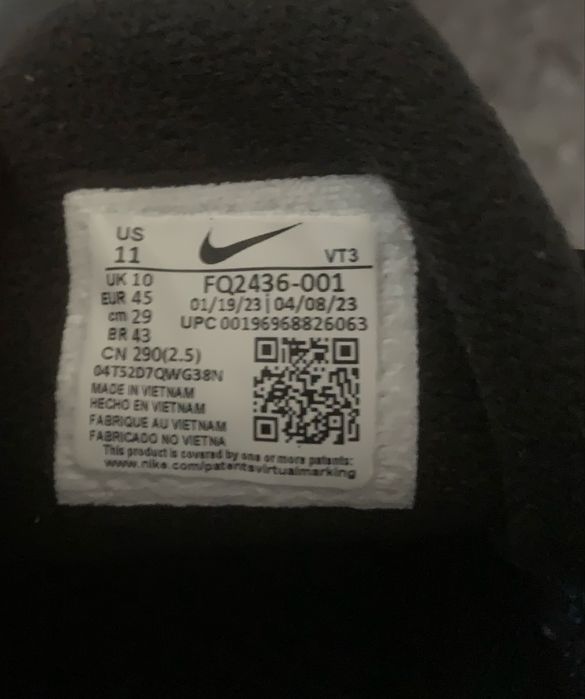 US
11
VT3
UK 10
EUR 45
cm 29
BR 43
CN 290(2.5)
FQ2436-001
01/19/23 | 04/08/23
UPC 00196968826063
04T52D7QWG38N
MADE IN VIETNAM
HECHO EN VIETNAM
FABRIQUE AU VIETNAM
FABRICADO NO VIETNA
This product is covered by one or more patents:
www.nike.com/patentsvirtualmarking